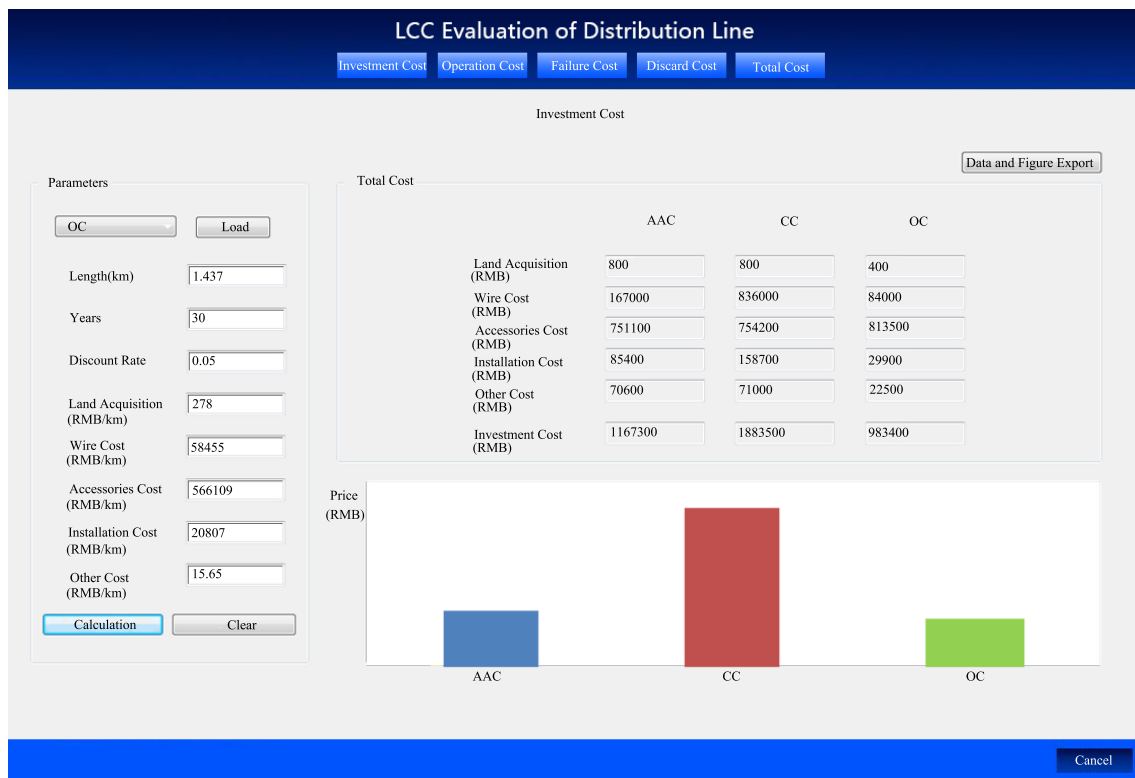 LCC Evaluation of Distribution Line
Investment Cost Operation Cost Failure Cost Discard Cost Total Cost
Investment Cost
Data and Figure Export
Parameters
OC Load
Length(km) 1.437
Years 30
Discount Rate 0.05
Land Acquisition 278
(RMB/km)
Wire Cost 58455
(RMB/km)
Accessories Cost 566109
(RMB/km)
Installation Cost 20807
(RMB/km)
Other Cost 15.65
(RMB/km)
Calculation Clear
Total Cost
AAC CC OC
Land Acquisition 800 800 400
(RMB)
Wire Cost 167000 836000 84000
(RMB)
Accessories Cost 751100 754200 813500
(RMB)
Installation Cost 85400 158700 29900
(RMB)
Other Cost 70600 71000 22500
(RMB)
Investment Cost 1167300 1883500 983400
(RMB)
Price
(RMB)
AAC CC OC
Cancel